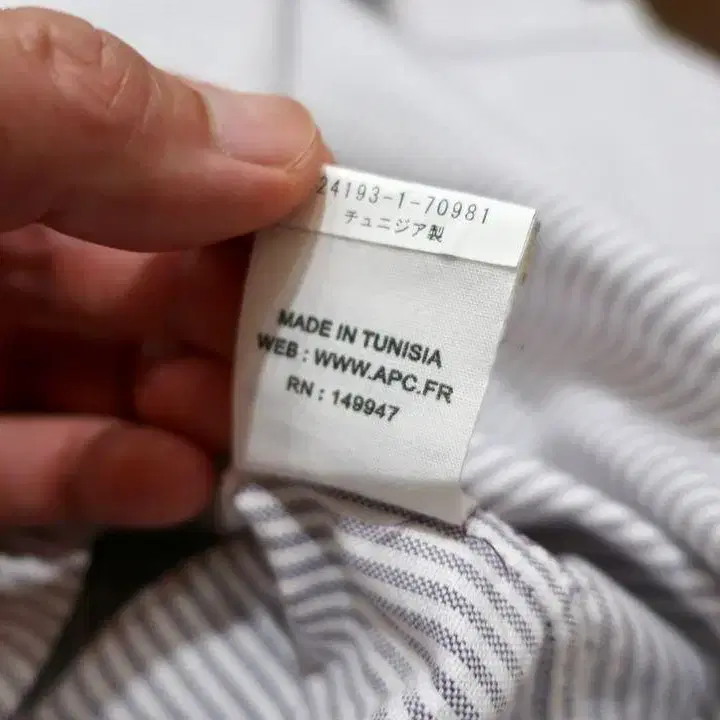 24193-1-70981
チュニジア製
MADE IN TUNISIA
WEB : WWW.APC.FR
RN : 149947